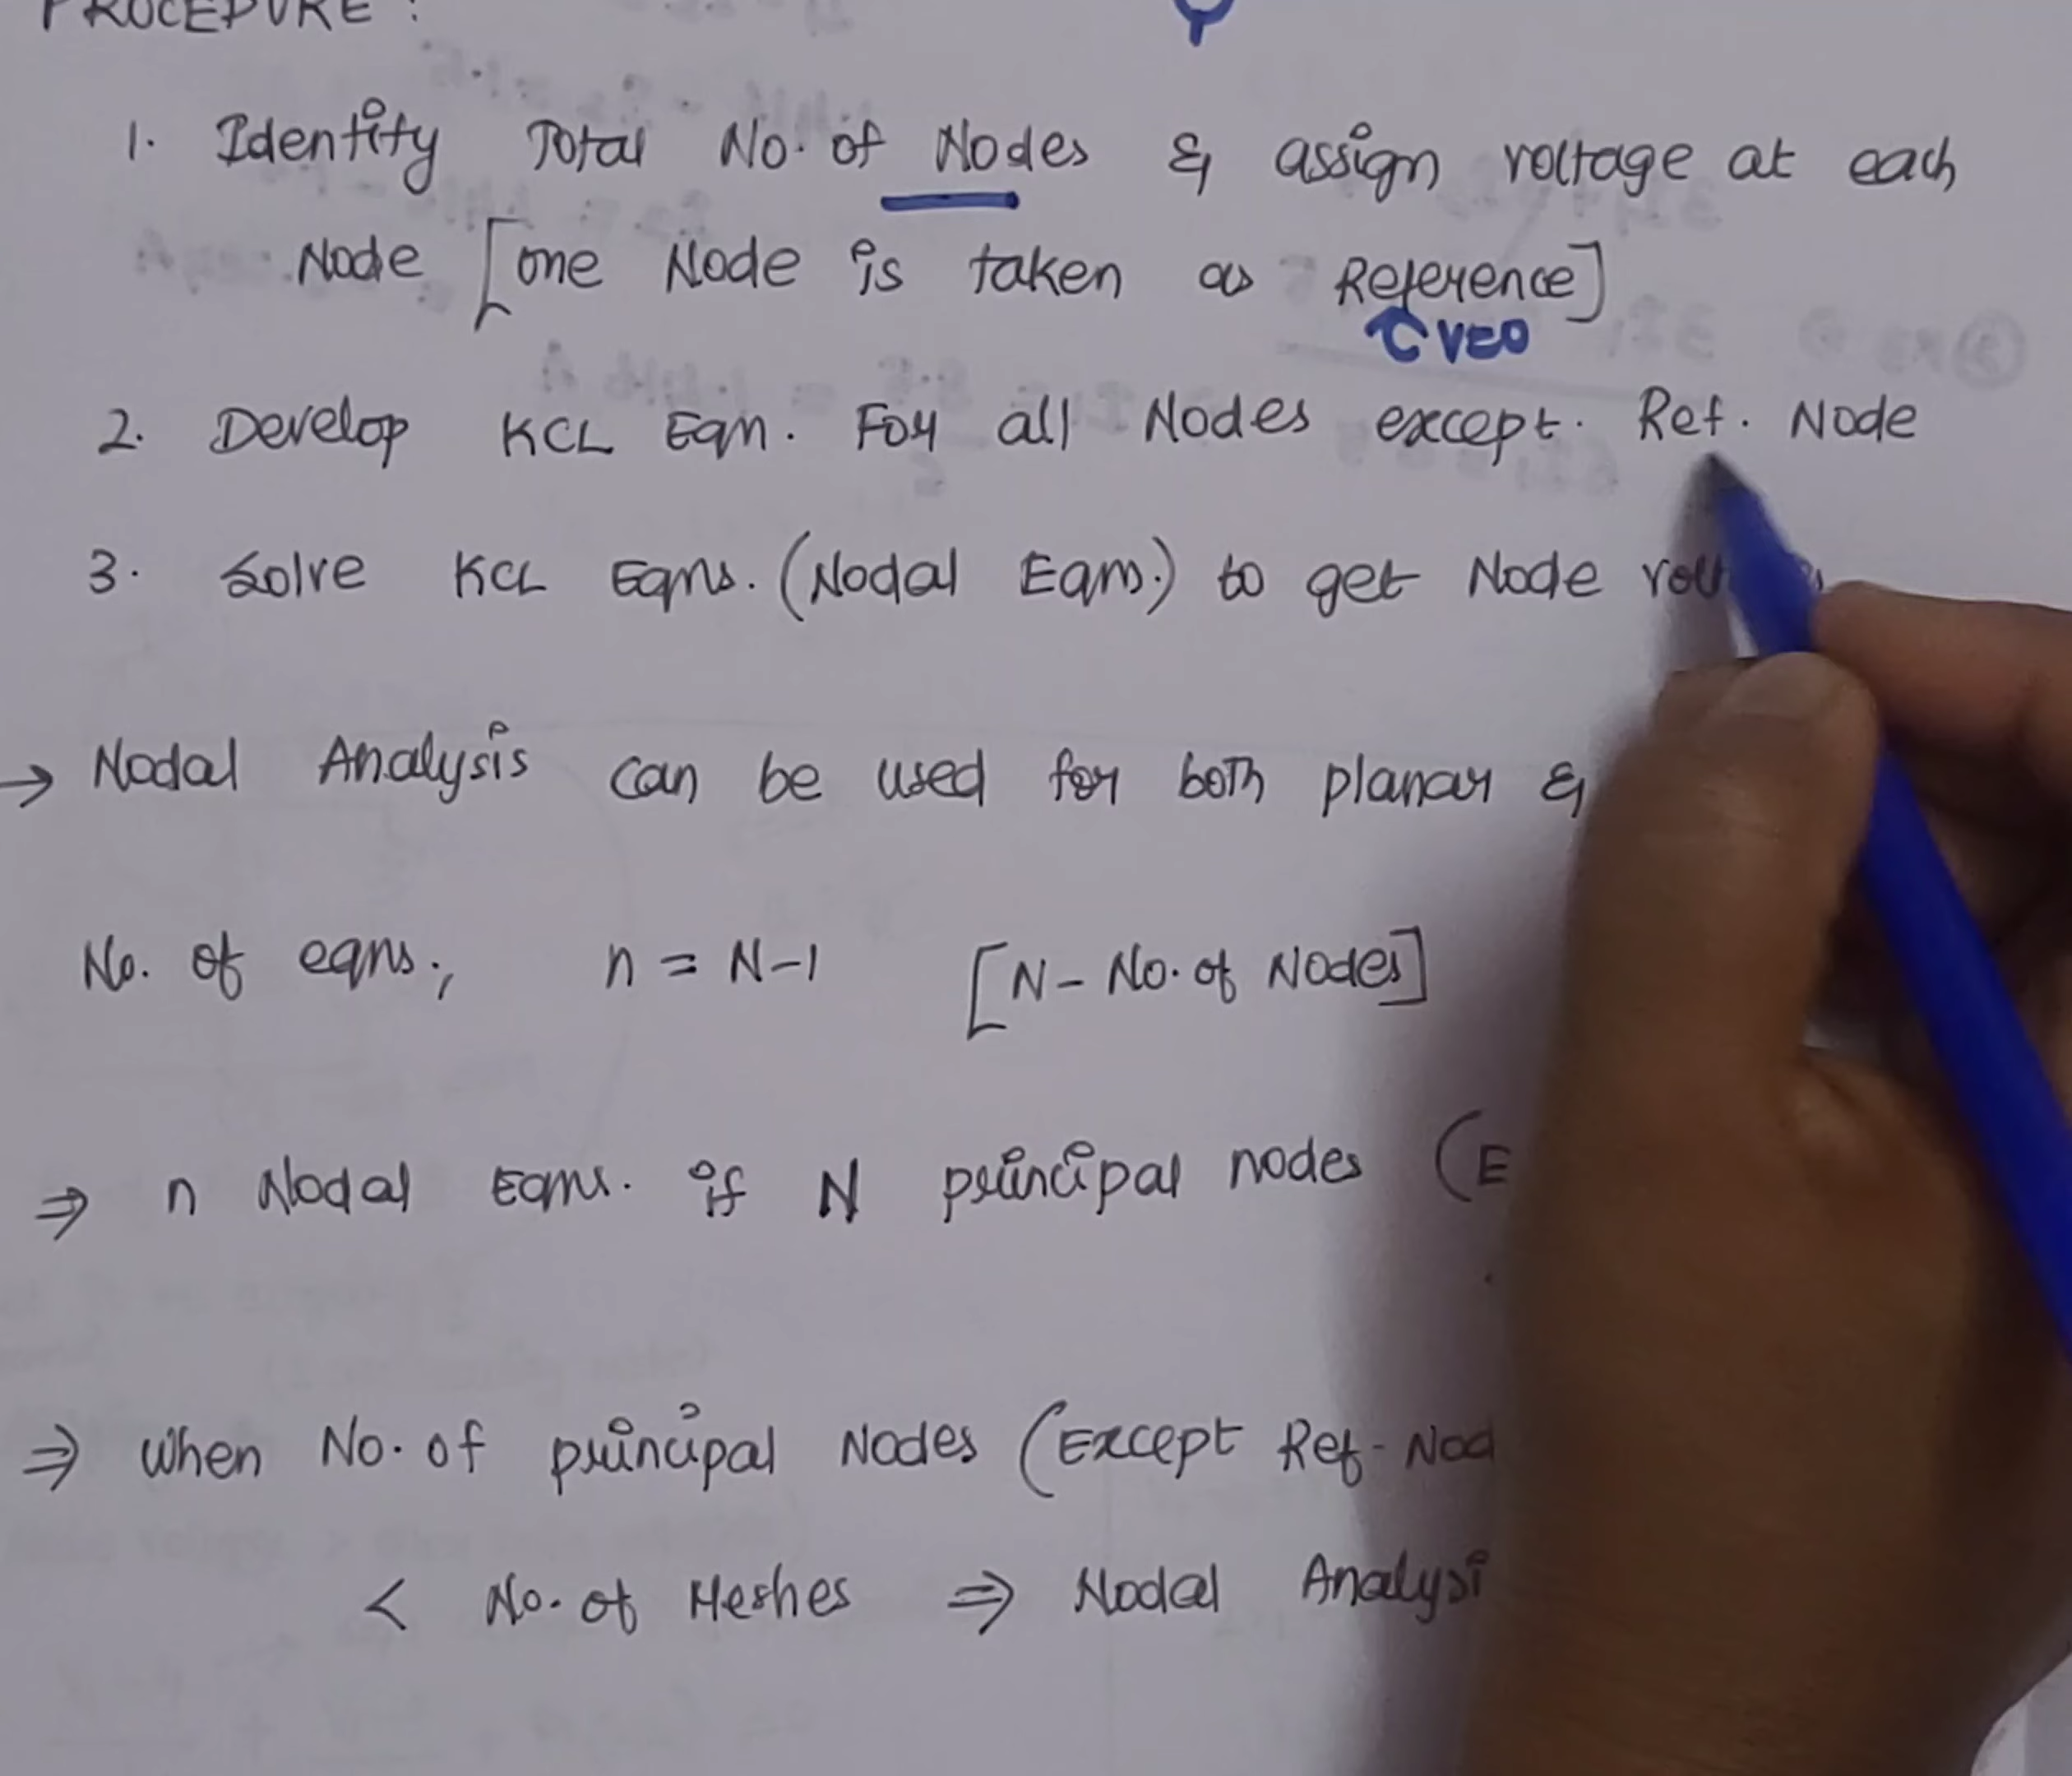 PROCEDURE :
1. Identify Total No. of Nodes & assign voltage at each
Node [one Node is taken as Reference]
V=0
2. Develop KCL Eqn. For all Nodes except. Ref. Node
3. Solve KCL Eqns. (Nodal Eqns.) to get Node
→ Nodal Analysis can be used for both planar &
No. of eqns., n = N-1 [N- No. of Nodes]
⇒ n Nodal Eqns. if N principal nodes (E
⇒ when No. of principal Nodes (Except Ref- Nod
< No. of Meshes ⇒ Nodal Analysi